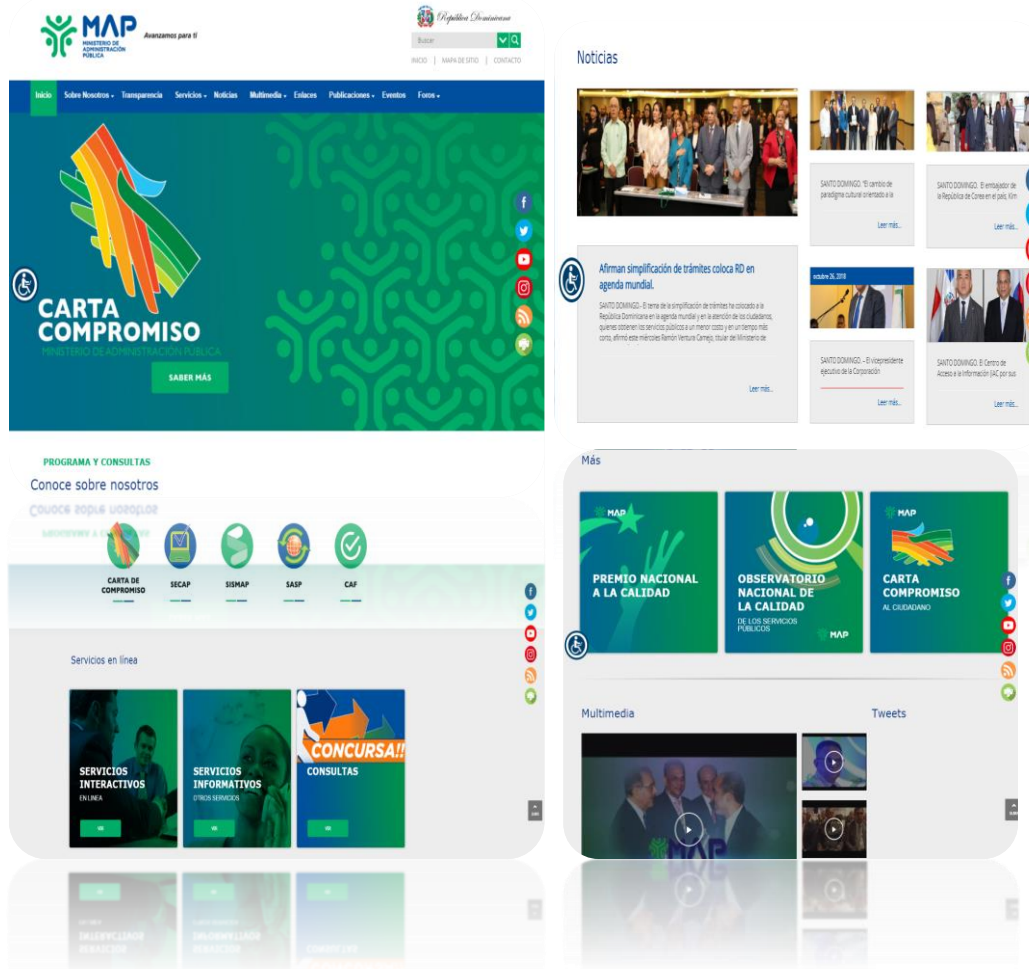 MAP
MINISTERIO DE
ADMINISTRACIÓN
PÚBLICA
Avanzamos para ti
República Dominicana
Buscar
INICIO | MAPA DE SITIO | CONTACTO
Inicio Sobre Nosotros Transparencia Servicios Noticias Multimedia Enlaces Publicaciones Eventos Foros
CARTA
COMPROMISO
MINISTERIO DE ADMINISTRACIÓN PÚBLICA
SABER MÁS
PROGRAMA Y CONSULTAS
Conoce sobre nosotros
CARTA DE
COMPROMISO
SECAP
SISMAP
SASP
CAF
Servicios en línea
SERVICIOS
INTERACTIVOS
EN LINEA
VER
SERVICIOS
INFORMATIVOS
OTROS SERVICIOS
VER
CONCURSA!!
CONSULTAS
VER
Noticias
Afirman simplificación de trámites coloca RD en
agenda mundial.
SANTO DOMINGO.- El tema de la simplificación de trámites ha colocado a la
República Dominicana en la agenda mundial y en la atención de los ciudadanos,
quienes obtienen los servicios públicos a un menor costo y en un tiempo más
corto, afirmó este miércoles Ramón Ventura Camejo, titular del Ministerio de
Leer más...
SANTO DOMINGO. "El cambio de
paradigma cultural orientado a la
Leer más...
SANTO DOMINGO. El embajador de
la República de Corea en el país, Kim
Leer más...
octubre 26, 2018
SANTO DOMINGO. – El vicepresidente
ejecutivo de la Corporación
Leer más...
SANTO DOMINGO. El Centro de
Acceso a la Información (IAC por sus
Leer más...
Más
MAP
PREMIO NACIONAL
A LA CALIDAD
OBSERVATORIO
NACIONAL DE
LA CALIDAD
DE LOS SERVICIOS
PÚBLICOS
MAP
MAP
CARTA
COMPROMISO
AL CIUDADANO
Multimedia
Tweets
MAP